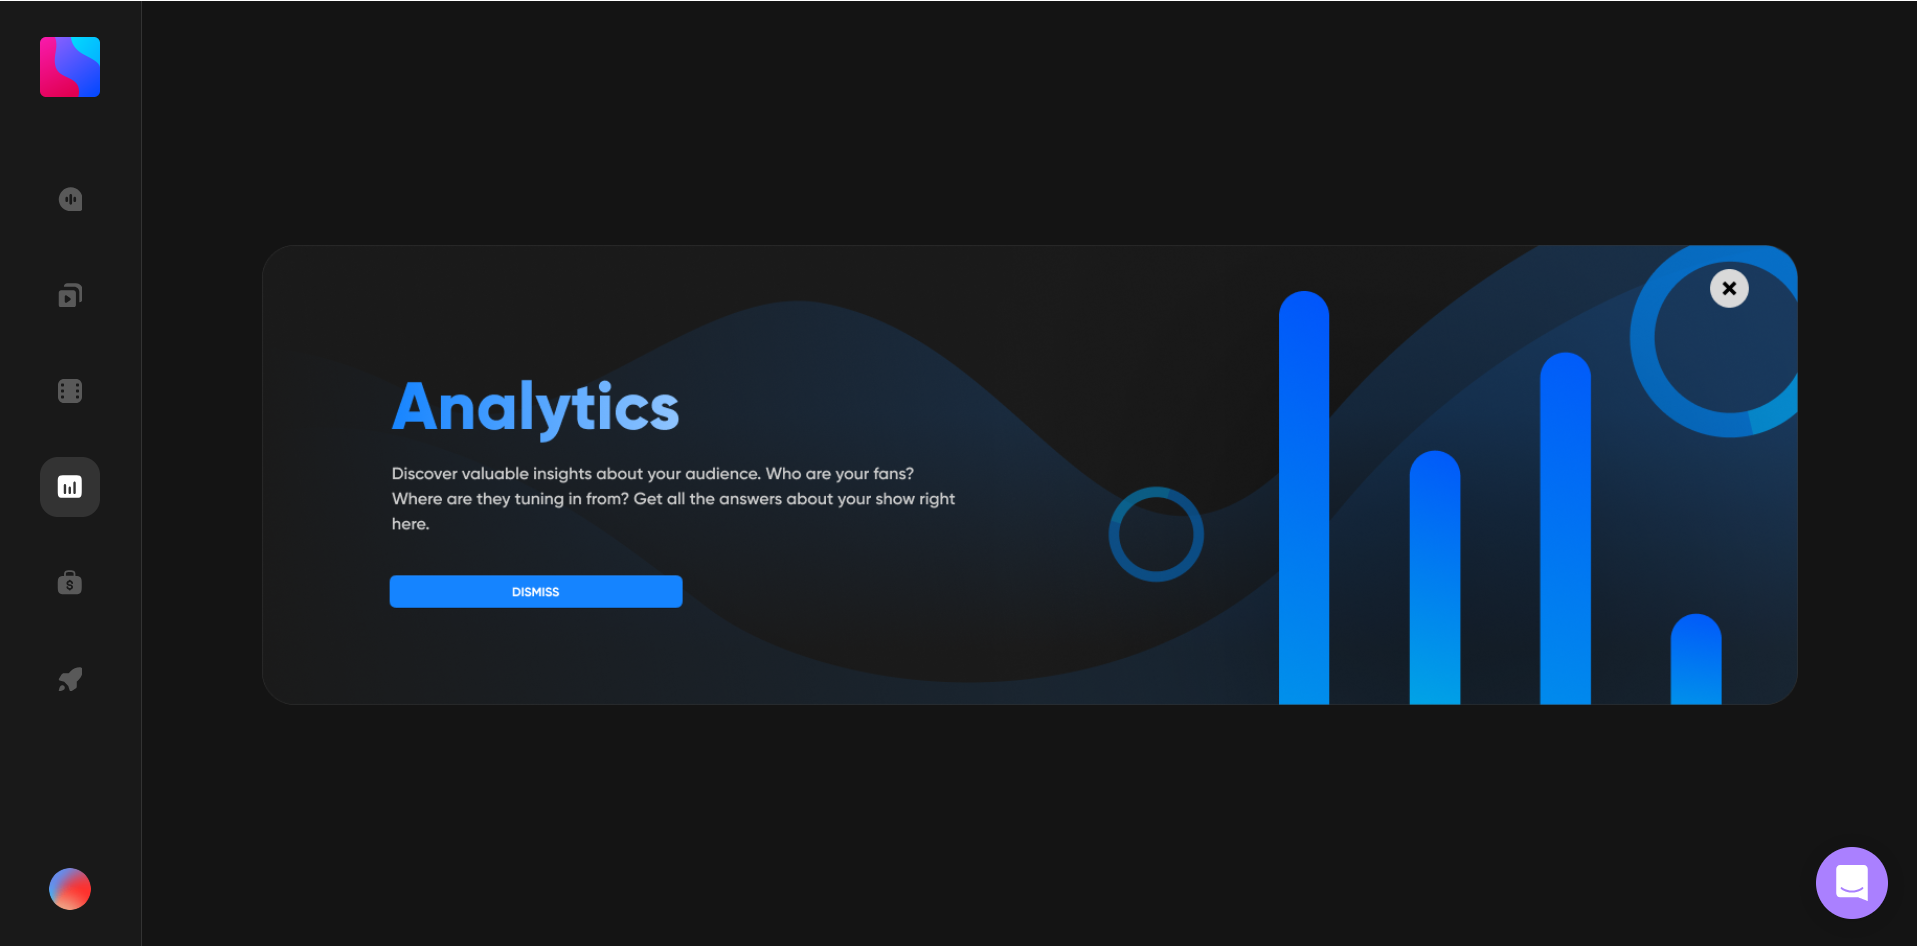 Analytics
Discover valuable insights about your audience. Who are your fans?
Where are they tuning in from? Get all the answers about your show right
here.
DISMISS